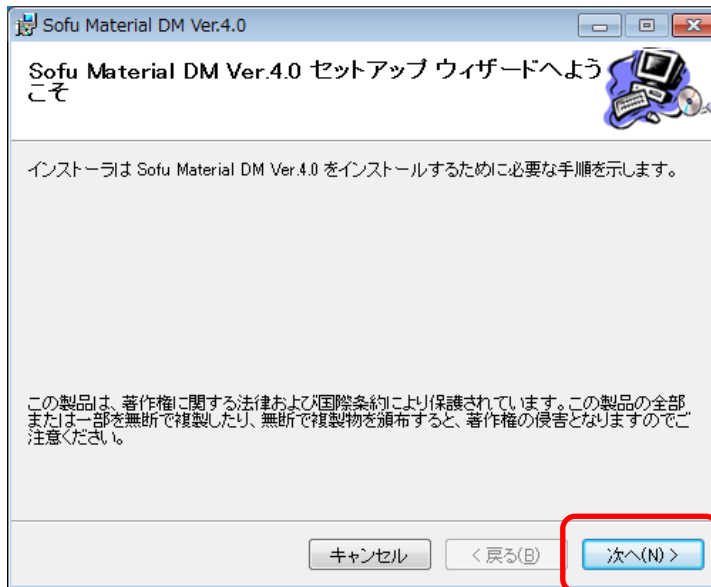 Sofu Material DM Ver.4.0
Sofu Material DM Ver.4.0 セットアップ ウィザードへよう
こそ
インストーラは Sofu Material DM Ver.4.0 をインストールするために必要な手順を示します。
この製品は、著作権に関する法律および国際条約により保護されています。この製品の全部
または一部を無断で複製したり、無断で複製物を頒布すると、著作権の侵害となりますのでご
注意ください。
キャンセル < 戻る(B) 次へ(N) >